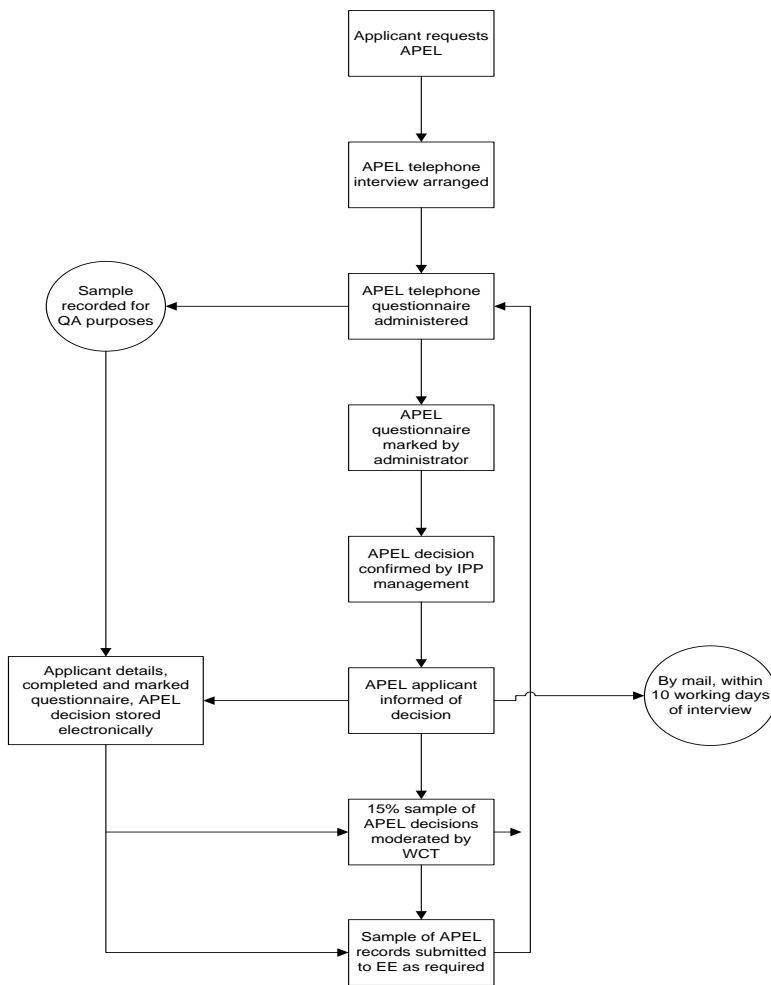 Applicant requests
APEL
APEL telephone
interview arranged
Sample
recorded for
QA purposes
APEL telephone
questionnaire
administered
APEL
questionnaire
marked by
administrator
APEL decision
confirmed by IPP
management
Applicant details,
completed and marked
questionnaire, APEL
decision stored
electronically
APEL applicant
informed of
decision
By mail, within
10 working days
of interview
15% sample of
APEL decisions
moderated by
WCT
Sample of APEL
records submitted
to EE as required